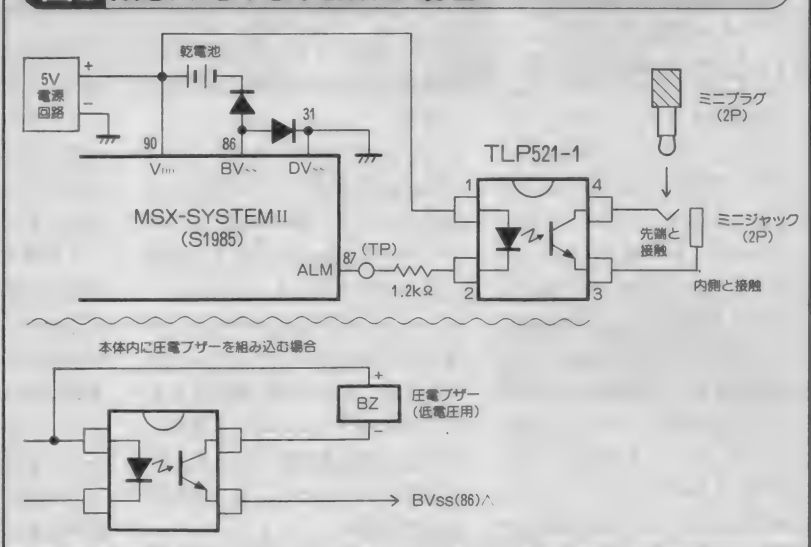 乾電池
5V
電源
回路
+
−
90
86
31
BV
DV
MSX-SYSTEMII
(S1985)
ALM
87
(TP)
1.2kΩ
TLP521-1
1
2
3
4
ミニプラグ
(2P)
先端と
接触
ミニジャック
(2P)
内側と接触
本体内に圧電ブザーを組み込む場合
+
BZ
−
圧電ブザー
(低電圧用)
BVss(86)へ